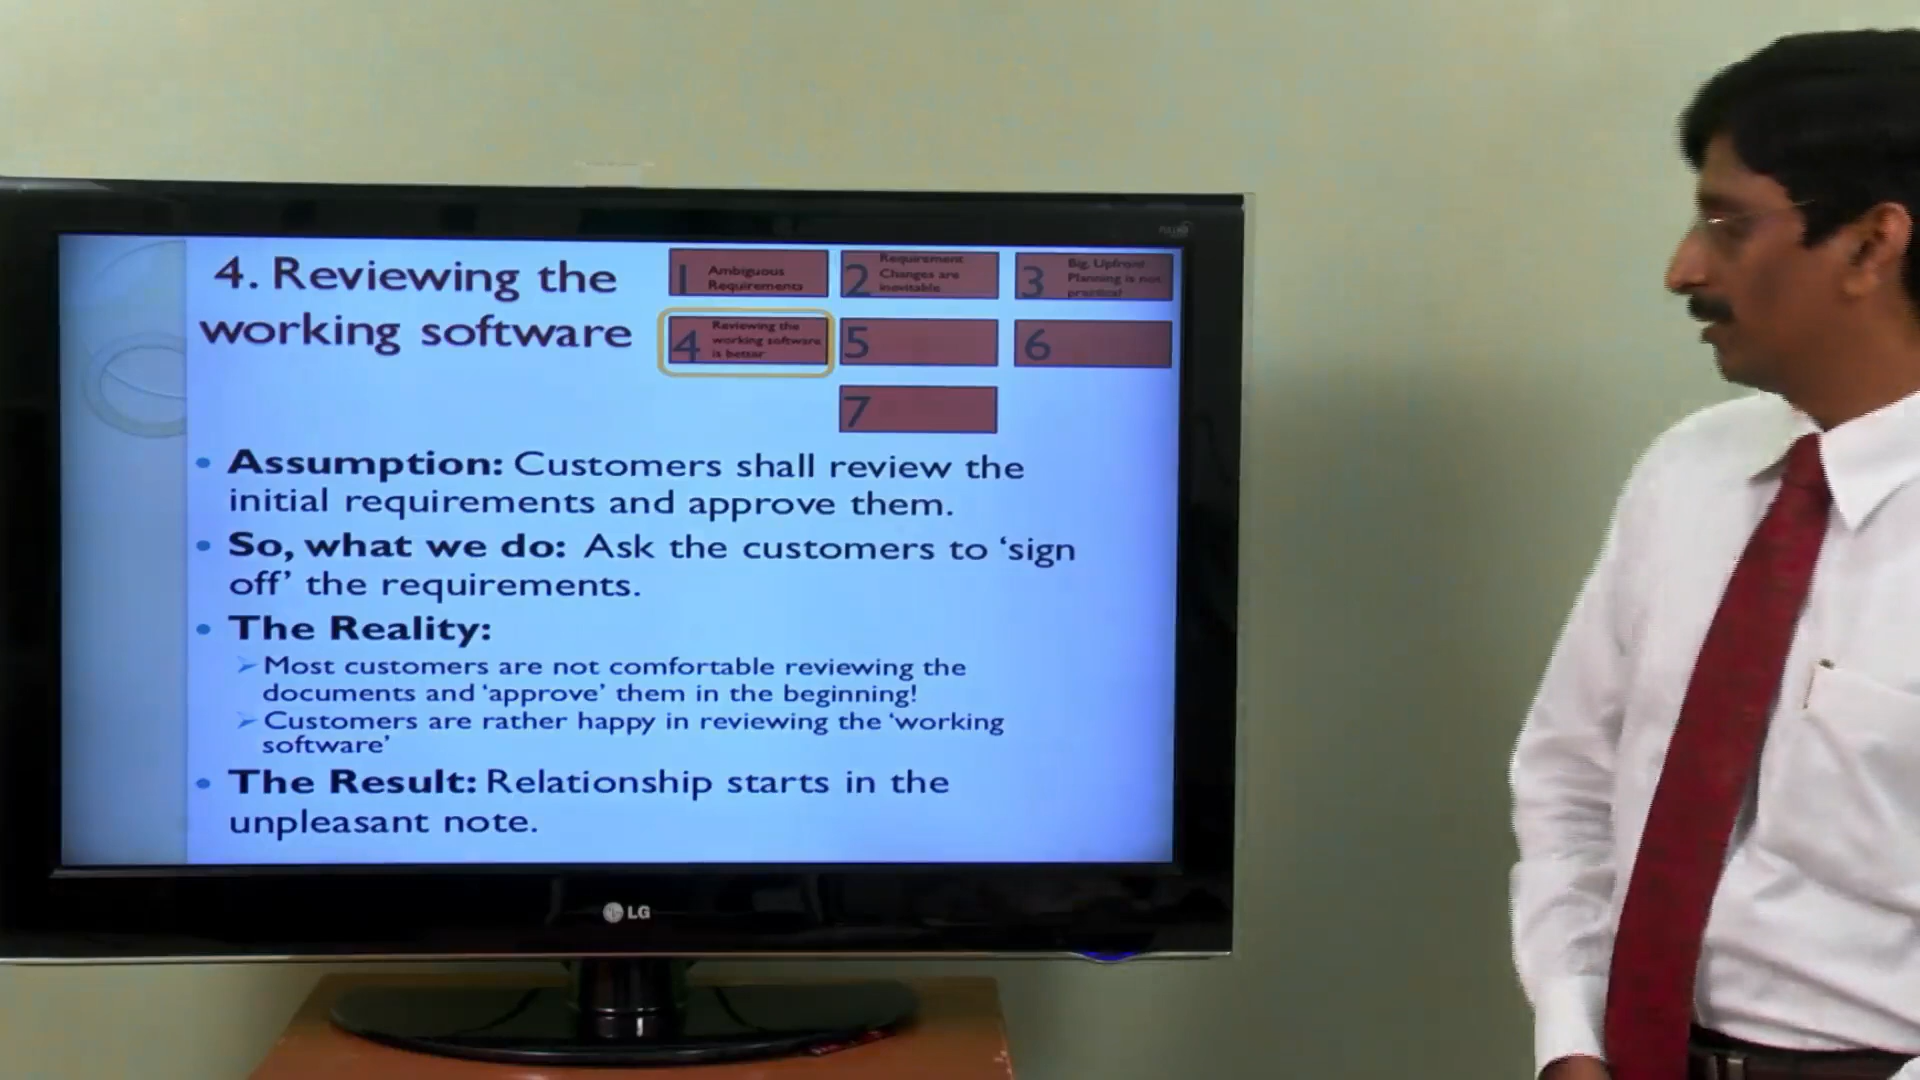 4. Reviewing the
working software
1 Ambiguous
Requirements
2 Requirement
Changes are
inevitable
3 Big, Upfront
Planning is not
practical
4 Reviewing the
working software
is better
5
6
7
• Assumption: Customers shall review the
initial requirements and approve them.
• So, what we do: Ask the customers to ‘sign
off’ the requirements.
• The Reality:
➢ Most customers are not comfortable reviewing the
documents and ‘approve’ them in the beginning!
➢ Customers are rather happy in reviewing the ‘working
software’
• The Result: Relationship starts in the
unpleasant note.
LG